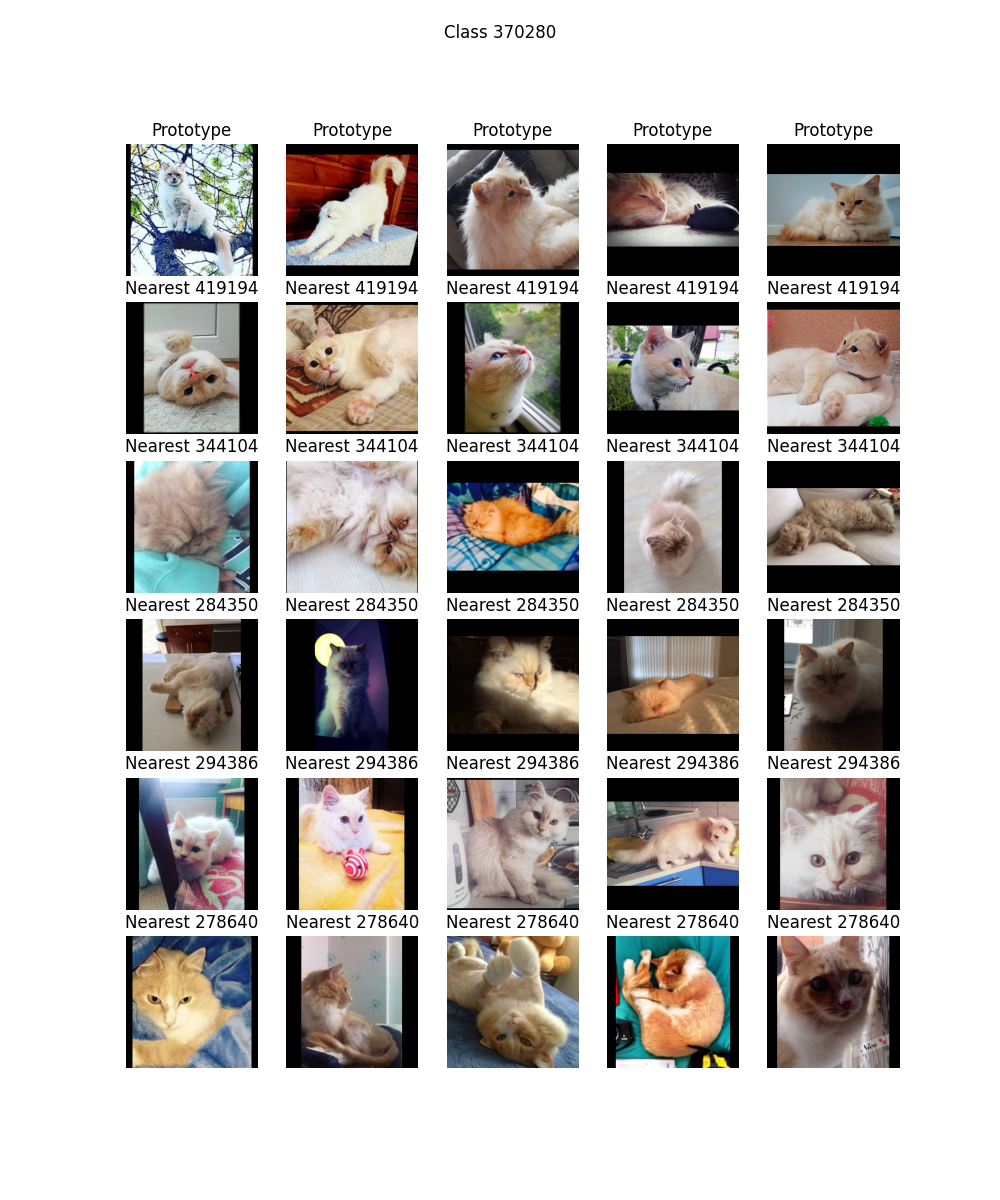 Class 370280
Prototype Prototype Prototype Prototype Prototype
Nearest 419194 Nearest 419194 Nearest 419194 Nearest 419194 Nearest 419194
Nearest 344104 Nearest 344104 Nearest 344104 Nearest 344104 Nearest 344104
Nearest 284350 Nearest 284350 Nearest 284350 Nearest 284350 Nearest 284350
Nearest 294386 Nearest 294386 Nearest 294386 Nearest 294386 Nearest 294386
Nearest 278640 Nearest 278640 Nearest 278640 Nearest 278640 Nearest 278640
Nico